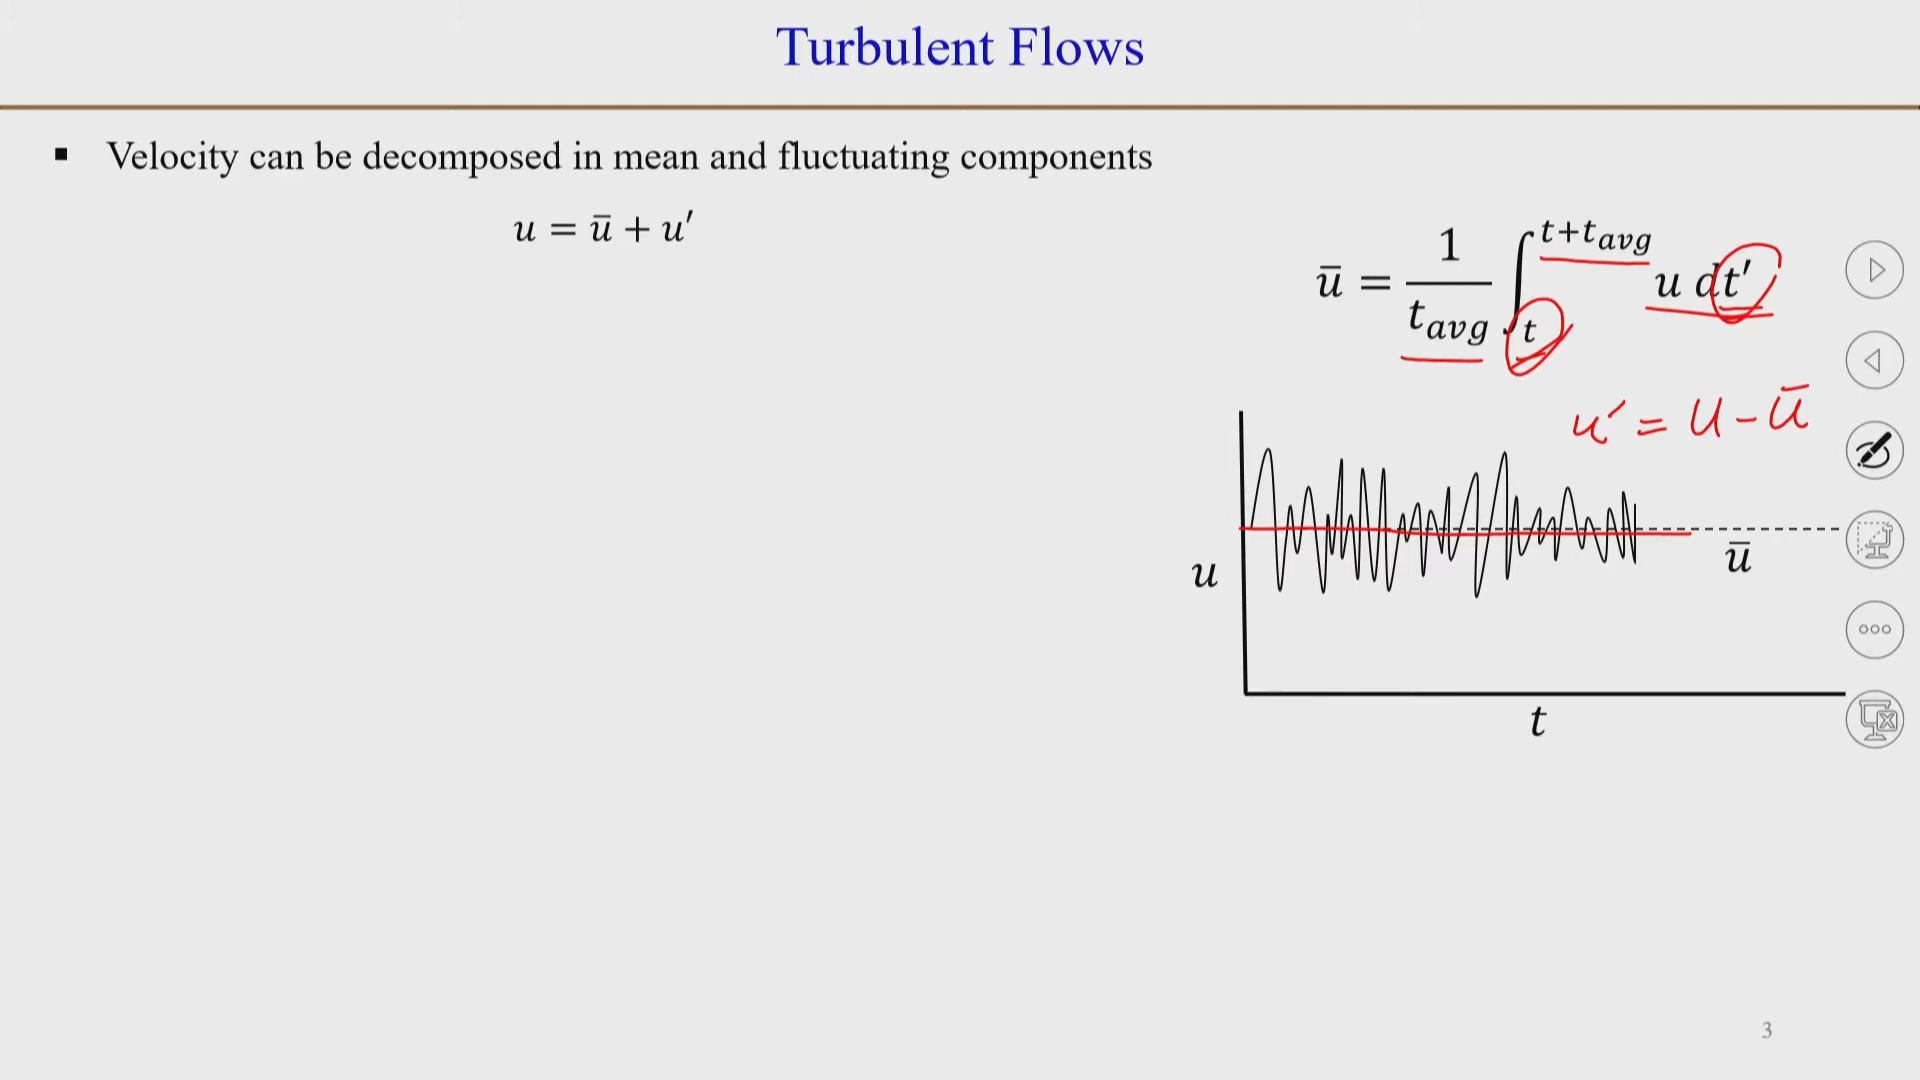 Turbulent Flows
▪ Velocity can be decomposed in mean and fluctuating components
u = ū + u′
ū = 1/t_avg ∫_t^{t+t_avg} u dt′
u′ = u - ū
u
ū
t
3